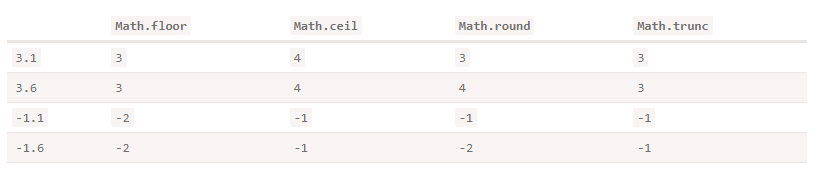 Math.floor Math.ceil Math.round Math.trunc
3.1 3 4 3 3
3.6 3 4 4 3
-1.1 -2 -1 -1 -1
-1.6 -2 -1 -2 -1